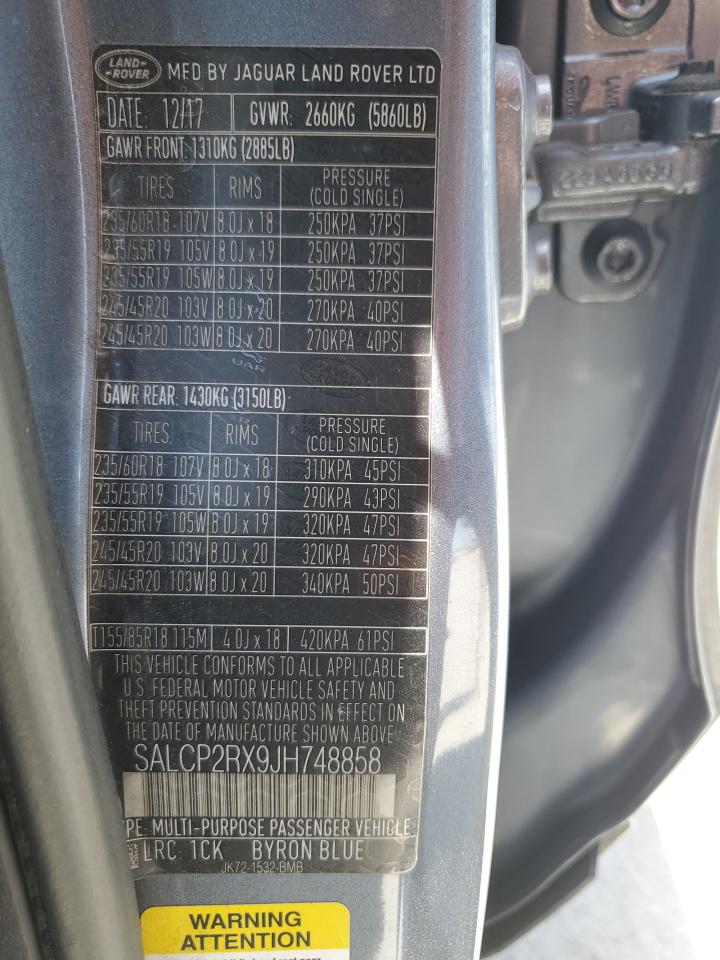 LAND-
ROVER
MFD BY JAGUAR LAND ROVER LTD
DATE: 12/17 GVWR: 2660KG (5860LB)
GAWR FRONT: 1310KG (2885LB)
TIRES RIMS PRESSURE
(COLD SINGLE)
235/60R18 107V 8.0J x 18 250KPA 37PSI
235/55R19 105V 8.0J x 19 250KPA 37PSI
235/55R19 105W 8.0J x 19 250KPA 37PSI
245/45R20 103V 8.0J x 20 270KPA 40PSI
245/45R20 103W 8.0J x 20 270KPA 40PSI
GAWR REAR: 1430KG (3150LB)
TIRES RIMS PRESSURE
(COLD SINGLE)
235/60R18 107V 8.0J x 18 310KPA 45PSI
235/55R19 105V 8.0J x 19 290KPA 43PSI
235/55R19 105W 8.0J x 19 320KPA 47PSI
245/45R20 103V 8.0J x 20 320KPA 47PSI
245/45R20 103W 8.0J x 20 340KPA 50PSI
T155/85R18 115M 4.0J x 18 420KPA 61PSI
THIS VEHICLE CONFORMS TO ALL APPLICABLE
U.S. FEDERAL MOTOR VEHICLE SAFETY AND
THEFT PREVENTION STANDARDS IN EFFECT ON
THE DATE OF MANUFACTURE SHOWN ABOVE
SALCP2RX9JH748858
YPE: MULTI-PURPOSE PASSENGER VEHICLE
LRC: 1CK BYRON BLUE
JK72-1532-BMB
WARNING
ATTENTION